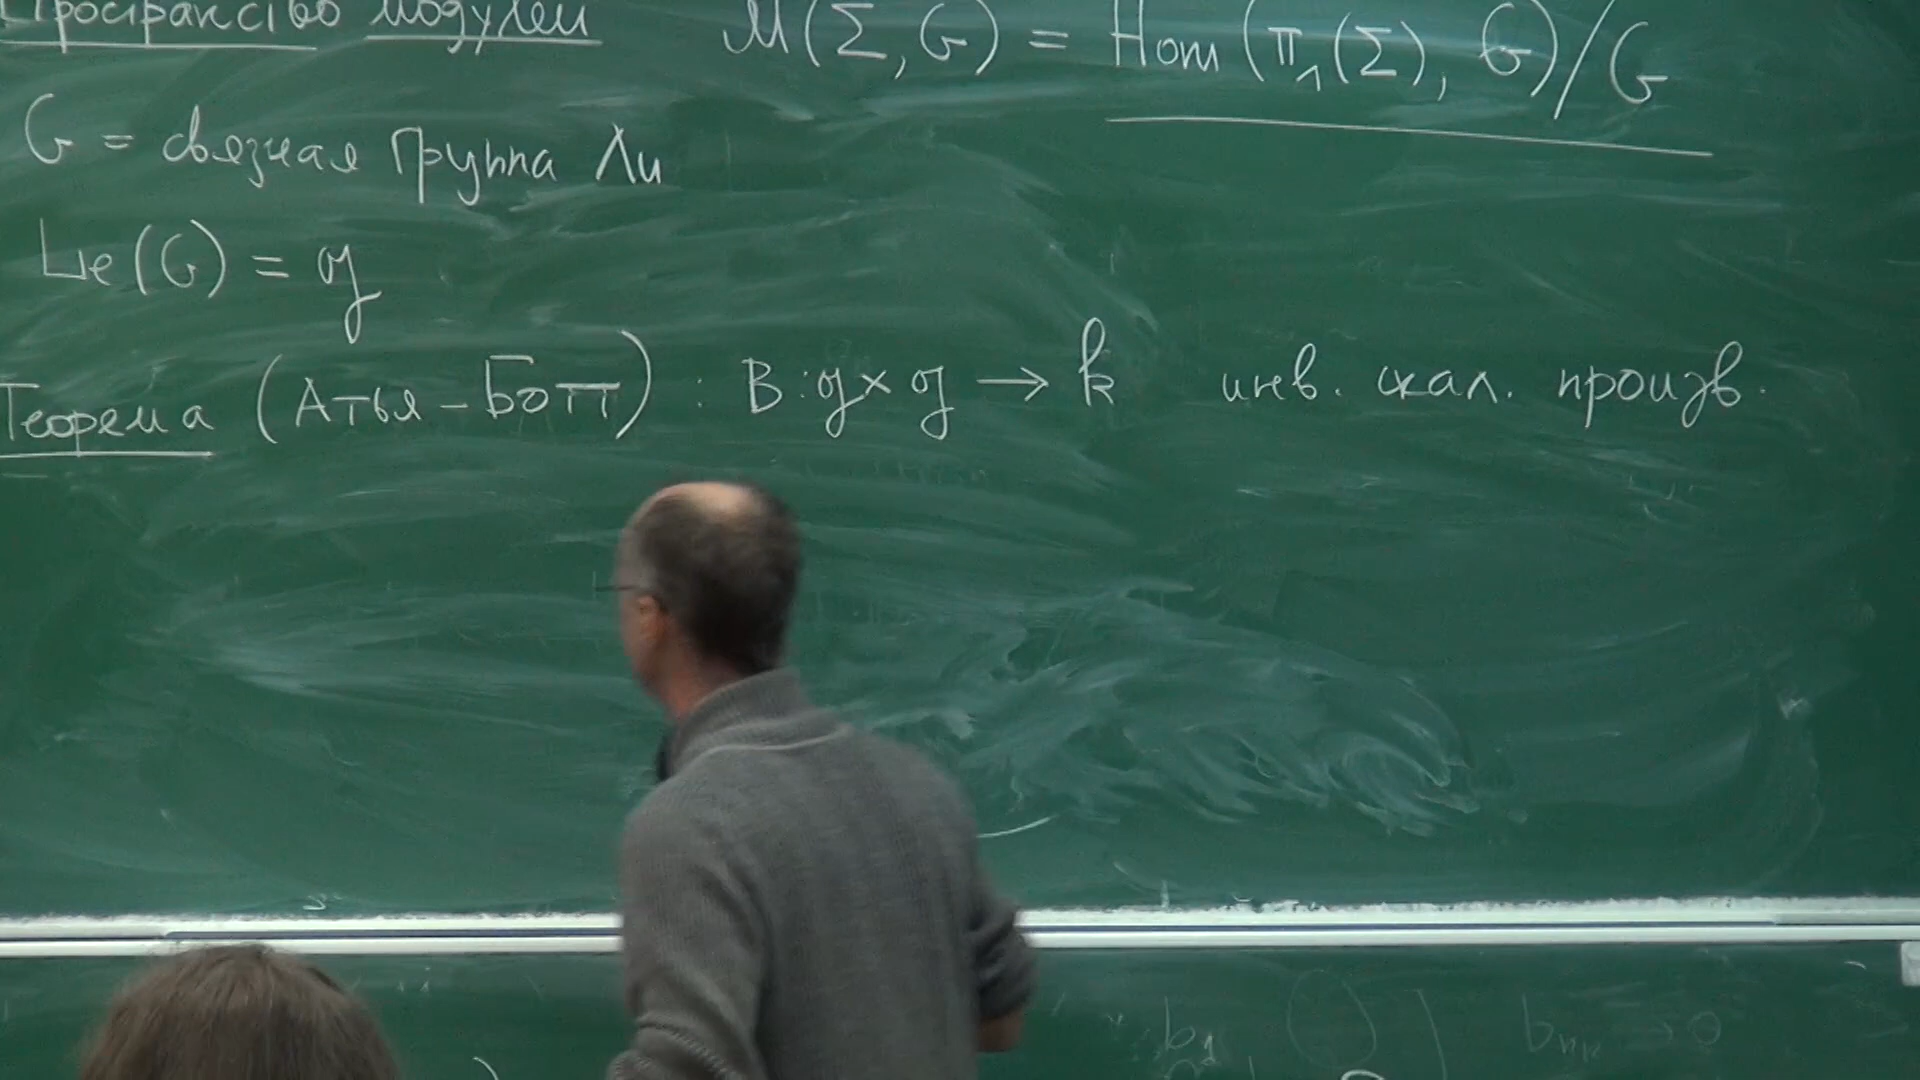 Пространство модулей M(Σ, G) = Hom(π₁(Σ), G)/G
G = связная группа Ли
Lie(G) = 𝔤
Теорема (Атья-Ботт): B: 𝔤 × 𝔤 → k инв. скал. произв.